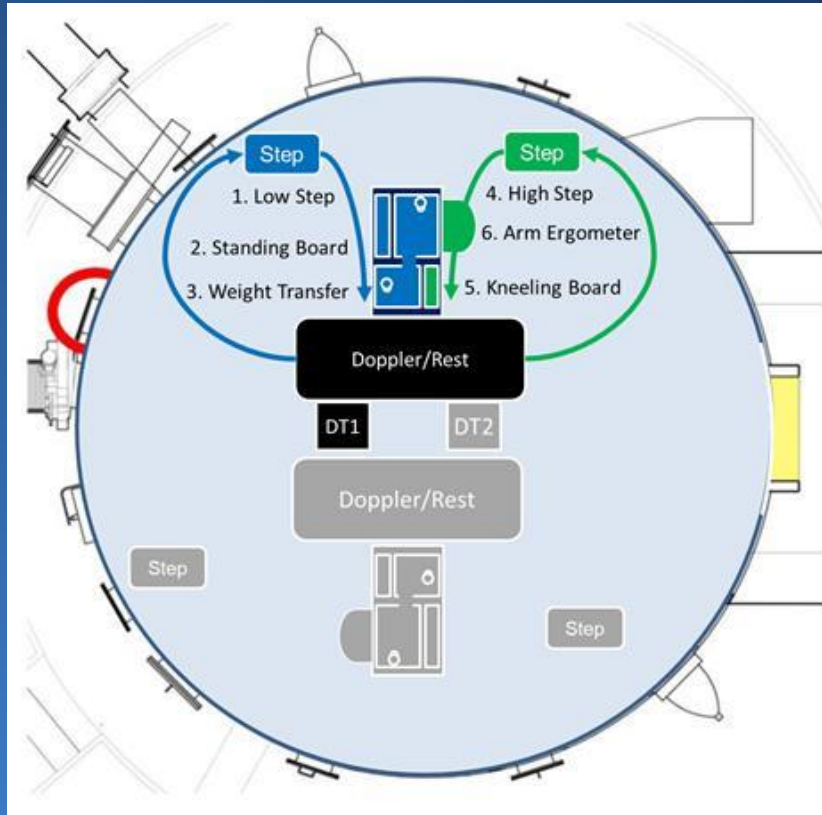 Step
1. Low Step
2. Standing Board
3. Weight Transfer
Step
4. High Step
6. Arm Ergometer
5. Kneeling Board
Doppler/Rest
DT1
DT2
Doppler/Rest
Step
Step